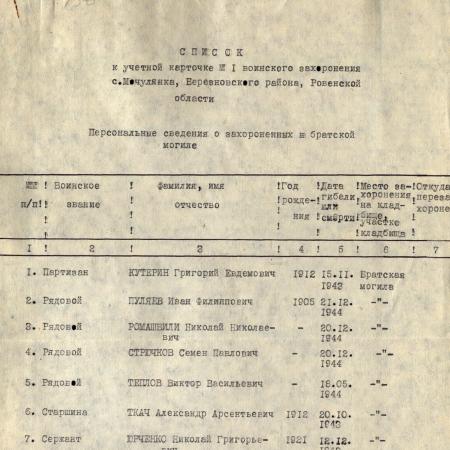 СПИСОК
к учетной карточке № I воинского захоронения
с.Мочулянка, Березновского района, Ровенской
области
Персональные сведения о захороненных в братской
могиле
№№ ! Воинское ! Фамилия, имя ! Год ! Дата ! Место за- ! Откуда
п/п ! звание ! отчество ! рожде- ! гибели, ! хоронения ! переза
! ! ! ния ! или ! на клад- ! хороне
смерти ! бище,
участке
кладбища
I ! 2 ! 3 ! 4 ! 5 ! 6 ! 7
1. Партизан КУТЕРИН Григорий Евдемович 1912 15.11. Братская
1943 могила
2. Рядовой ПУЛЯЕВ Иван Филиппович 1905 21.12. -"-
1944
3. Рядовой РОМАШВИЛИ Николай Николае- - 20.12. -"-
вич 1944
4. Рядовой СТРЕЧКОВ Семен Павлович - 20.12. -"-
1944
5. Рядовой ТЕПЛОВ Виктор Васильевич - 18.05. -"-
1944
6. Старшина ТКАЧ Александр Арсентьевич 1912 20.10. -"-
1943
7. Сержант ЮРЧЕНКО Николай Григорье- 1921 12.12. -"-